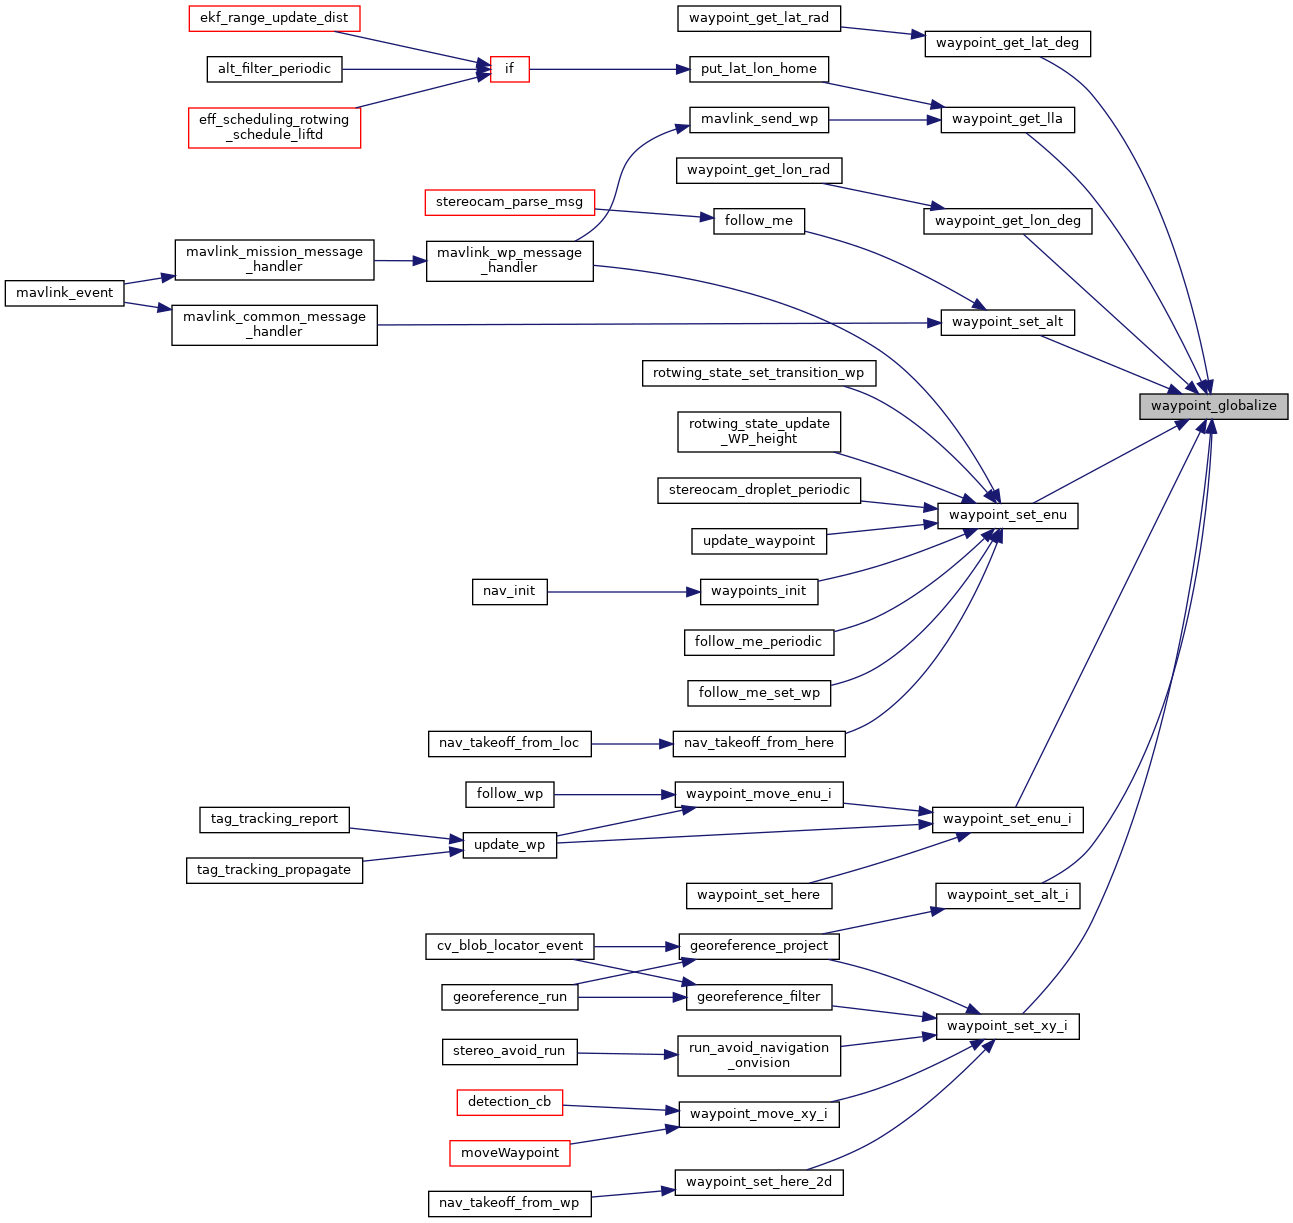 ekf_range_update_dist
waypoint_get_lat_rad
waypoint_get_lat_deg
alt_filter_periodic
if
put_lat_lon_home
eff_scheduling_rotwing
_schedule_liftd
mavlink_send_wp
waypoint_get_lla
waypoint_get_lon_rad
stereocam_parse_msg
follow_me
waypoint_get_lon_deg
mavlink_mission_message
_handler
mavlink_wp_message
_handler
mavlink_event
mavlink_common_message
_handler
waypoint_set_alt
rotwing_state_set_transition_wp
waypoint_globalize
rotwing_state_update
_WP_height
stereocam_droplet_periodic
waypoint_set_enu
update_waypoint
nav_init
waypoints_init
follow_me_periodic
follow_me_set_wp
nav_takeoff_from_loc
nav_takeoff_from_here
follow_wp
waypoint_move_enu_i
tag_tracking_report
waypoint_set_enu_i
update_wp
tag_tracking_propagate
waypoint_set_here
waypoint_set_alt_i
cv_blob_locator_event
georeference_project
georeference_run
georeference_filter
waypoint_set_xy_i
stereo_avoid_run
run_avoid_navigation
_onvision
detection_cb
waypoint_move_xy_i
moveWaypoint
waypoint_set_here_2d
nav_takeoff_from_wp